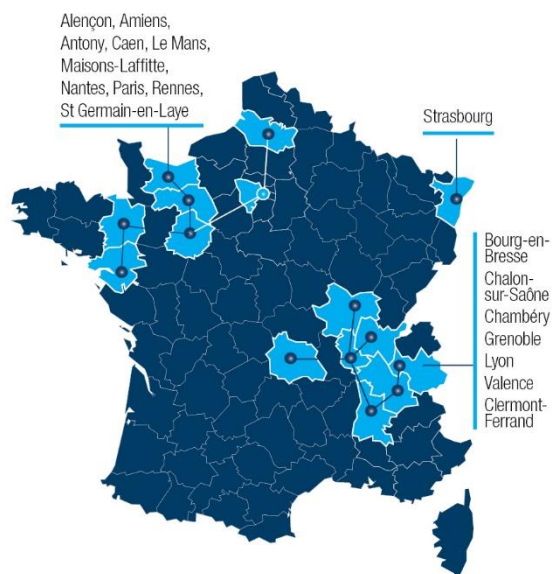 Alençon, Amiens,
Antony, Caen, Le Mans,
Maisons-Laffitte,
Nantes, Paris, Rennes,
St Germain-en-Laye
Strasbourg
Bourg-en-
Bresse
Chalon-
sur-Saône
Chambéry
Grenoble
Lyon
Valence
Clermont-
Ferrand